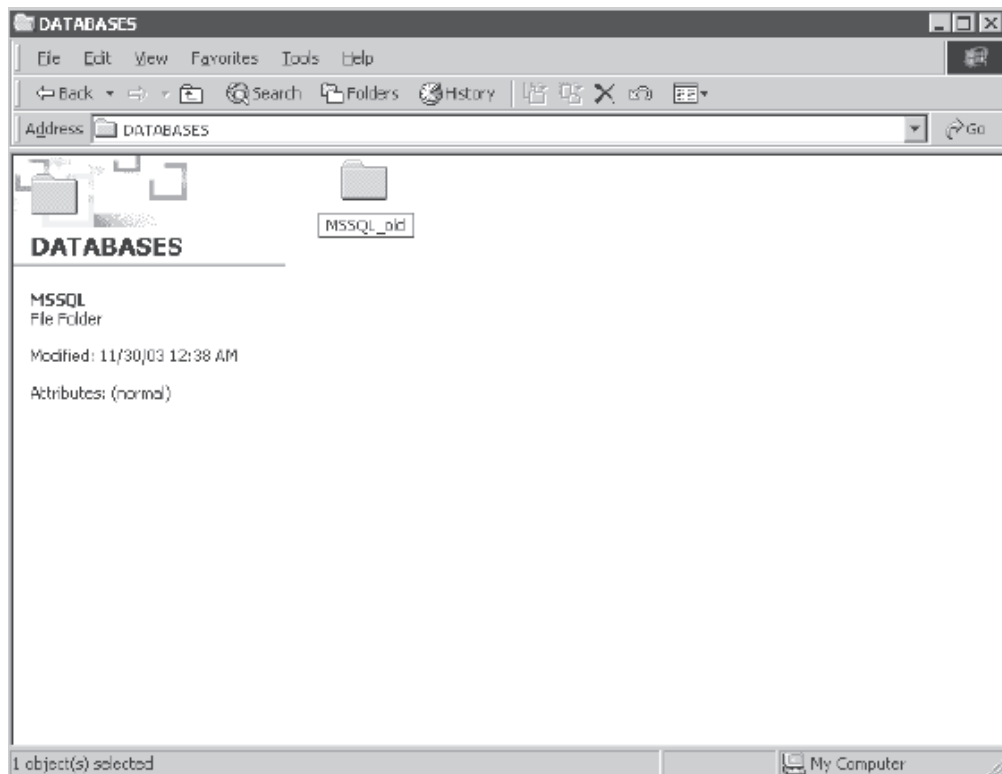 DATABASES
File Edit View Favorites Tools Help
Back Search Folders History
Address DATABASES Go
MSSQL_old
DATABASES
MSSQL
File Folder
Modified: 11/30/03 12:38 AM
Attributes: (normal)
1 object(s) selected My Computer